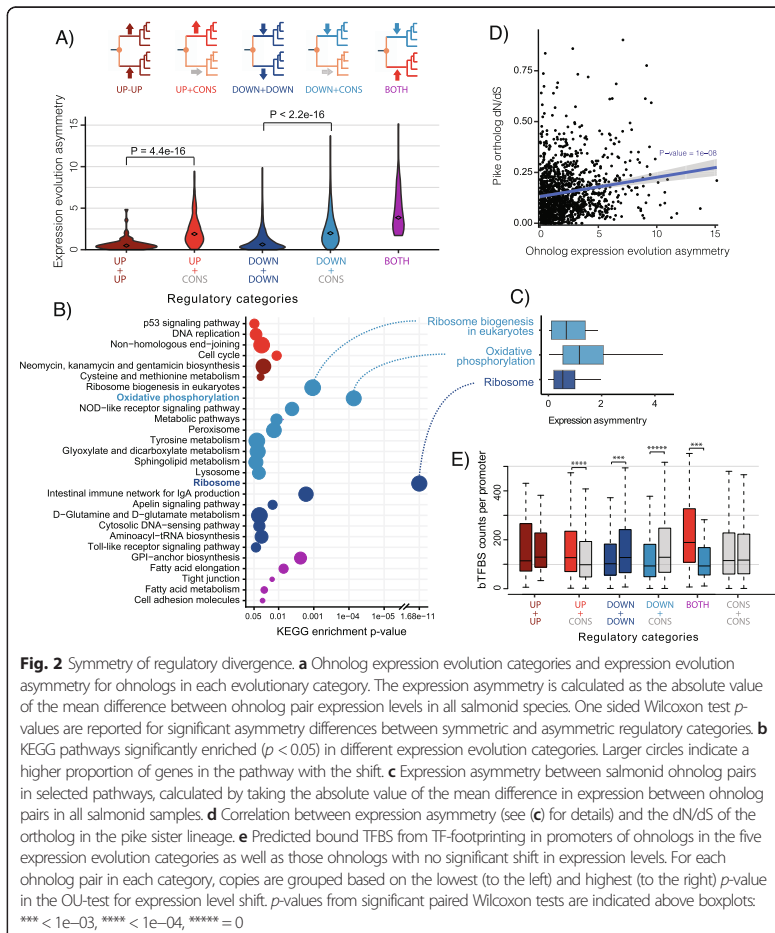 A)
UP-UP
UP+CONS
DOWN+DOWN
DOWN+CONS
BOTH
P = 4.4e-16
P < 2.2e-16
Expression evolution asymmetry
15
10
5
0
UP + UP
UP + CONS
DOWN + DOWN
DOWN + CONS
BOTH
Regulatory categories
D)
Pike ortholog dN/dS
0.75
0.50
0.25
0.00
P−value = 1e−08
0
5
10
15
Ohnolog expression evolution asymmetry
B)
p53 signaling pathway
DNA replication
Non-homologous end-joining
Cell cycle
Neomycin, kanamycin and gentamicin biosynthesis
Cysteine and methionine metabolism
Ribosome biogenesis in eukaryotes
Oxidative phosphorylation
NOD-like receptor signaling pathway
Metabolic pathways
Peroxisome
Tyrosine metabolism
Glyoxylate and dicarboxylate metabolism
Sphingolipid metabolism
Lysosome
Ribosome
Intestinal immune network for IgA production
Apelin signaling pathway
D-Glutamine and D-glutamate metabolism
Cytosolic DNA-sensing pathway
Aminoacyl-tRNA biosynthesis
Toll-like receptor signaling pathway
GPI-anchor biosynthesis
Fatty acid elongation
Tight junction
Fatty acid metabolism
Cell adhesion molecules
0.05
0.01
0.001
1e-04
1e-05
1.68e-11
KEGG enrichment p-value
C)
Ribosome biogenesis
in eukaryotes
Oxidative
phosphorylation
Ribosome
0
2
4
Expression asymmentry
E)
bTFBS counts per promoter
400
200
100
0
****
***
*****
***
UP + UP
UP + CONS
DOWN + DOWN
DOWN + CONS
BOTH
CONS + CONS
Regulatory categories
Fig. 2 Symmetry of regulatory divergence. a Ohnolog expression evolution categories and expression evolution
asymmetry for ohnologs in each evolutionary category. The expression asymmetry is calculated as the absolute value
of the mean difference between ohnolog pair expression levels in all salmonid species. One sided Wilcoxon test p-
values are reported for significant asymmetry differences between symmetric and asymmetric regulatory categories. b
KEGG pathways significantly enriched (p < 0.05) in different expression evolution categories. Larger circles indicate a
higher proportion of genes in the pathway with the shift. c Expression asymmetry between salmonid ohnolog pairs
in selected pathways, calculated by taking the absolute value of the mean difference in expression between ohnolog
pairs in all salmonid samples. d Correlation between expression asymmetry (see (c) for details) and the dN/dS of the
ortholog in the pike sister lineage. e Predicted bound TFBS from TF-footprinting in promoters of ohnologs in the five
expression evolution categories as well as those ohnologs with no significant shift in expression levels. For each
ohnolog pair in each category, copies are grouped based on the lowest (to the left) and highest (to the right) p-value
in the OU-test for expression level shift. p-values from significant paired Wilcoxon tests are indicated above boxplots:
*** < 1e−03, **** < 1e−04, ***** = 0